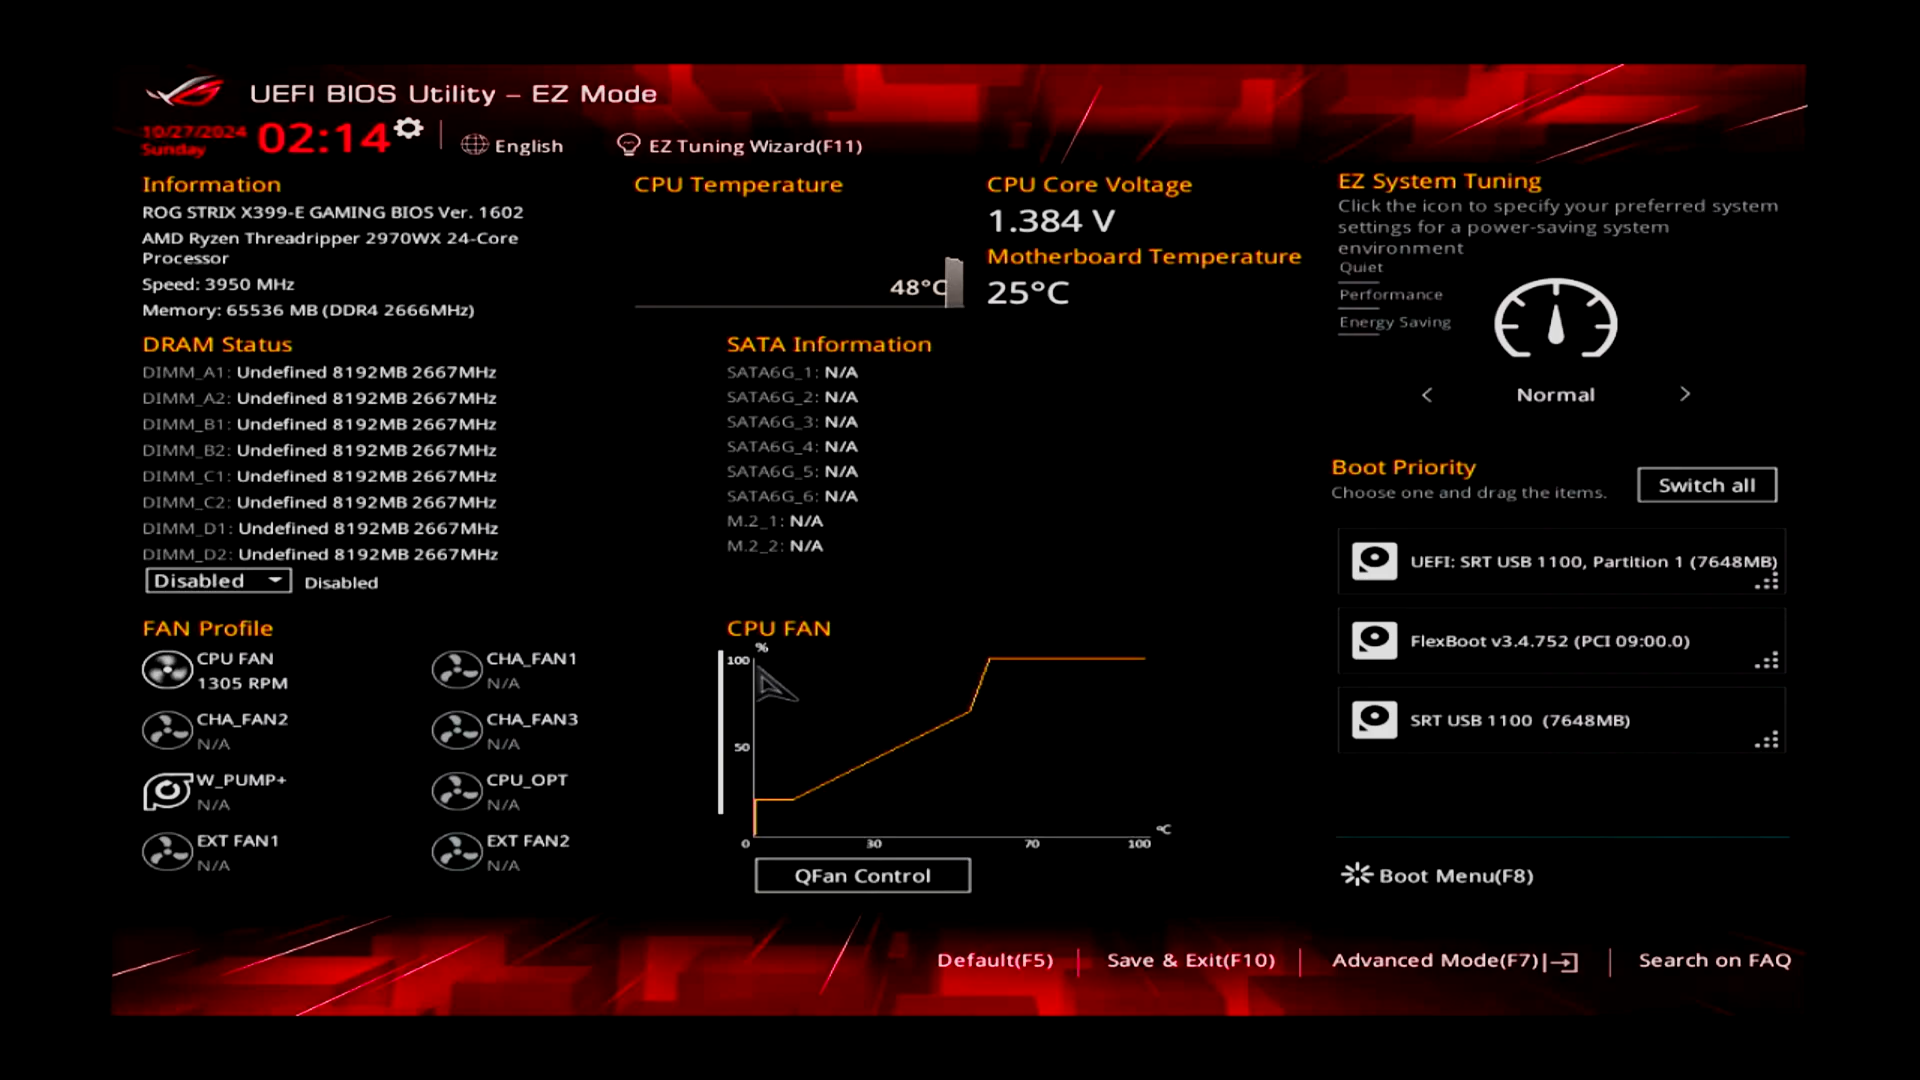 UEFI BIOS Utility – EZ Mode
10/27/2024
Sunday
02:14
English
EZ Tuning Wizard(F11)
Information
ROG STRIX X399-E GAMING BIOS Ver. 1602
AMD Ryzen Threadripper 2970WX 24-Core
Processor
Speed: 3950 MHz
Memory: 65536 MB (DDR4 2666MHz)
CPU Temperature
48°C
CPU Core Voltage
1.384 V
Motherboard Temperature
25°C
EZ System Tuning
Click the icon to specify your preferred system
settings for a power-saving system
environment
Quiet
Performance
Energy Saving
Normal
DRAM Status
DIMM_A1: Undefined 8192MB 2667MHz
DIMM_A2: Undefined 8192MB 2667MHz
DIMM_B1: Undefined 8192MB 2667MHz
DIMM_B2: Undefined 8192MB 2667MHz
DIMM_C1: Undefined 8192MB 2667MHz
DIMM_C2: Undefined 8192MB 2667MHz
DIMM_D1: Undefined 8192MB 2667MHz
DIMM_D2: Undefined 8192MB 2667MHz
Disabled
Disabled
SATA Information
SATA6G_1: N/A
SATA6G_2: N/A
SATA6G_3: N/A
SATA6G_4: N/A
SATA6G_5: N/A
SATA6G_6: N/A
M.2_1: N/A
M.2_2: N/A
Boot Priority
Choose one and drag the items.
Switch all
UEFI: SRT USB 1100, Partition 1 (7648MB)
FlexBoot v3.4.752 (PCI 09:00.0)
SRT USB 1100  (7648MB)
FAN Profile
CPU FAN
1305 RPM
CHA_FAN1
N/A
CHA_FAN2
N/A
CHA_FAN3
N/A
W_PUMP+
N/A
CPU_OPT
N/A
EXT FAN1
N/A
EXT FAN2
N/A
CPU FAN
%
100
50
0
30
70
100
°C
QFan Control
Boot Menu(F8)
Default(F5)
Save & Exit(F10)
Advanced Mode(F7)
Search on FAQ